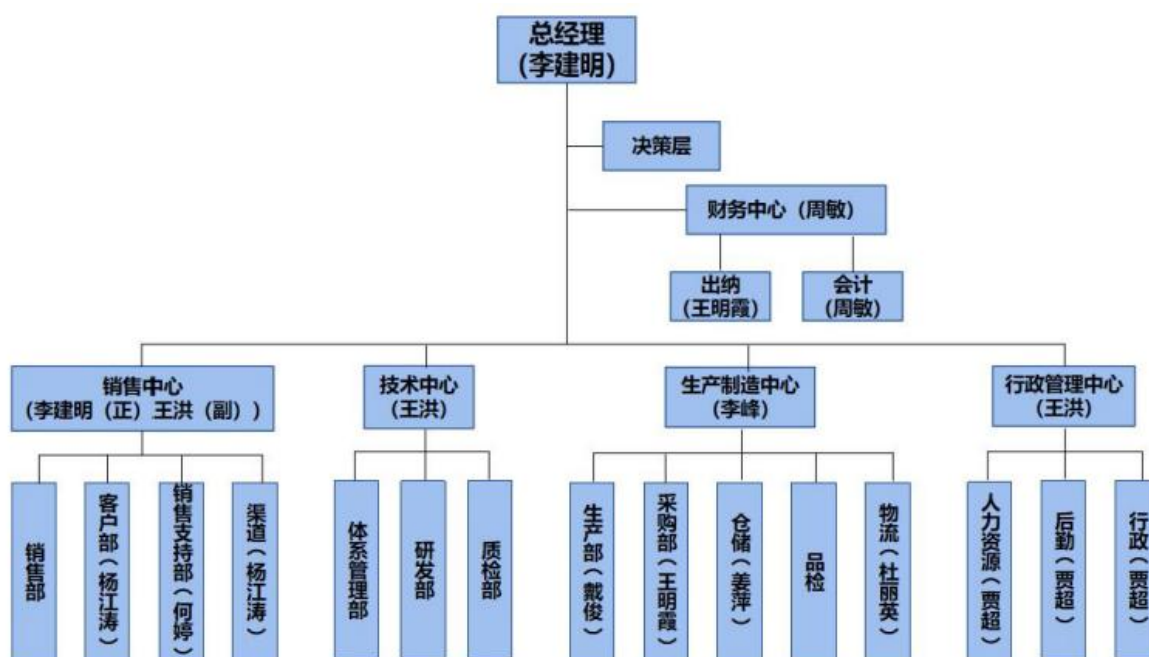 总经理
（李建明）
决策层
财务中心（周敏）
出纳
（王明霞）
会计
（周敏）
销售中心
（李建明（正）王洪（副））
技术中心
（王洪）
生产制造中心
（李峰）
行政管理中心
（王洪）
销售部
客户部（杨江涛）
销售支持部（何婷）
渠道（杨江涛）
体系管理部
研发部
质检部
生产部（戴俊）
采购部（王明霞）
仓储（姜萍）
品检
物流（杜丽英）
人力资源（贾超）
后勤（贾超）
行政（贾超）